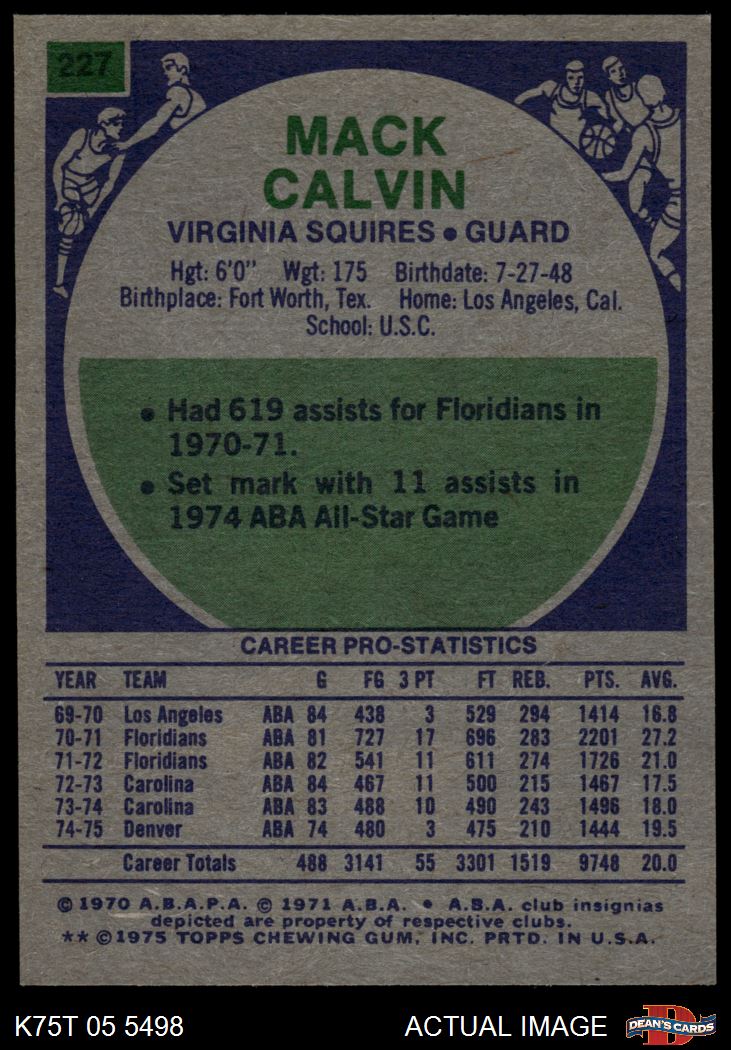 227
MACK
CALVIN
VIRGINIA SQUIRES • GUARD
Hgt: 6'0" Wgt: 175 Birthdate: 7-27-48
Birthplace: Fort Worth, Tex. Home: Los Angeles, Cal.
School: U.S.C.
• Had 619 assists for Floridians in
1970-71.
• Set mark with 11 assists in
1974 ABA All-Star Game
CAREER PRO-STATISTICS
YEAR TEAM G FG 3 PT FT REB. PTS. AVG.
69-70 Los Angeles ABA 84 438 3 529 294 1414 16.8
70-71 Floridians ABA 81 727 17 696 283 2201 27.2
71-72 Floridians ABA 82 541 11 611 274 1726 21.0
72-73 Carolina ABA 84 467 11 500 215 1467 17.5
73-74 Carolina ABA 83 488 10 490 243 1496 18.0
74-75 Denver ABA 74 480 3 475 210 1444 19.5
Career Totals 488 3141 55 3301 1519 9748 20.0
© 1970 A.B.A.P.A. © 1971 A.B.A. • A.B.A. club insignias
depicted are property of respective clubs.
** © 1975 TOPPS CHEWING GUM, INC. PRTD. IN U.S.A.
K75T 05 5498 ACTUAL IMAGE
D
DEAN'S CARDS